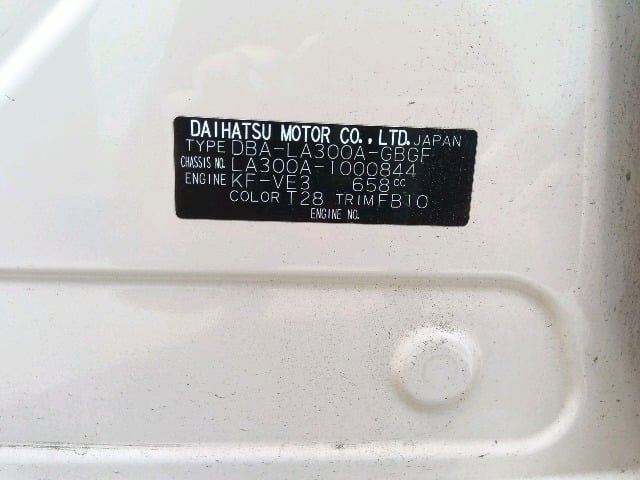 DAIHATSU MOTOR CO., LTD. JAPAN
TYPE DBA-LA300A-GBGF
CHASSIS NO. LA300A-1000844
ENGINE KF-VE3 658CC
COLOR T28 TRIM FB10
ENGINE NO.